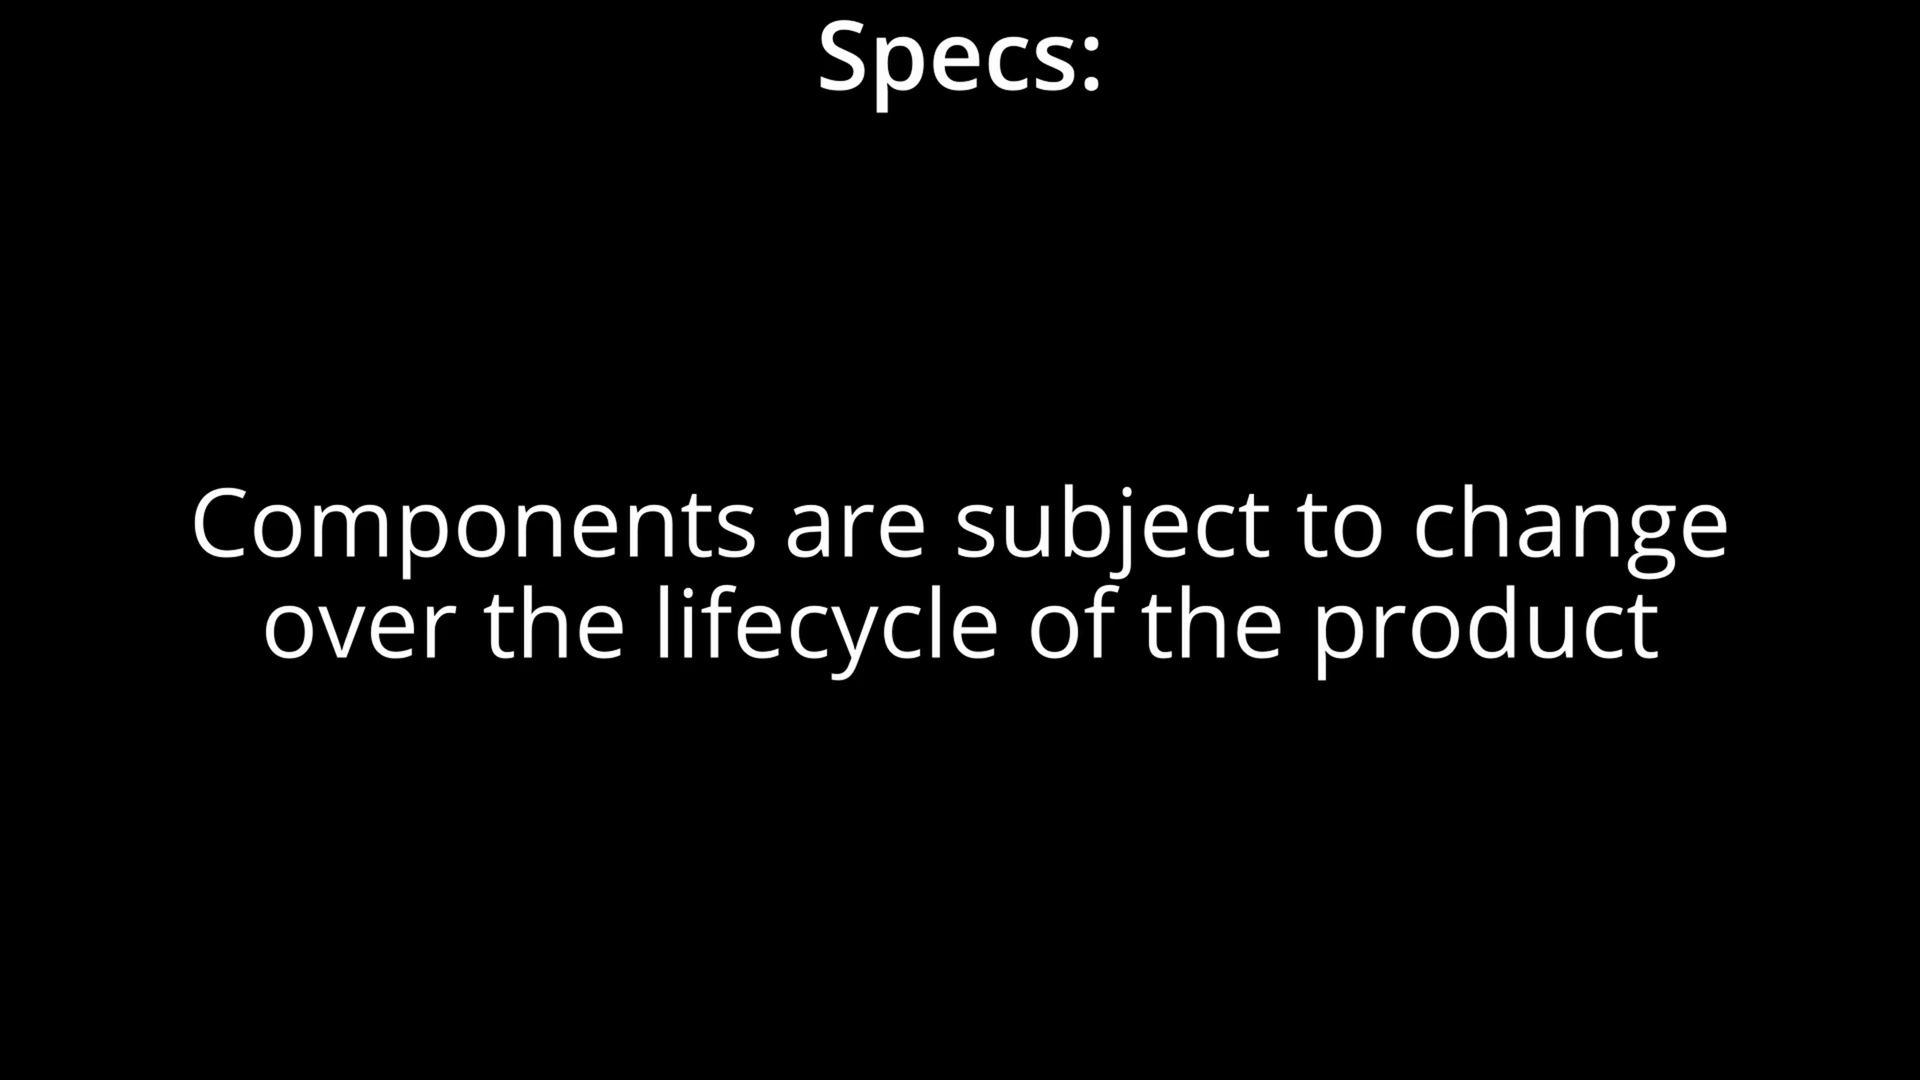 Specs:
Components are subject to change
over the lifecycle of the product